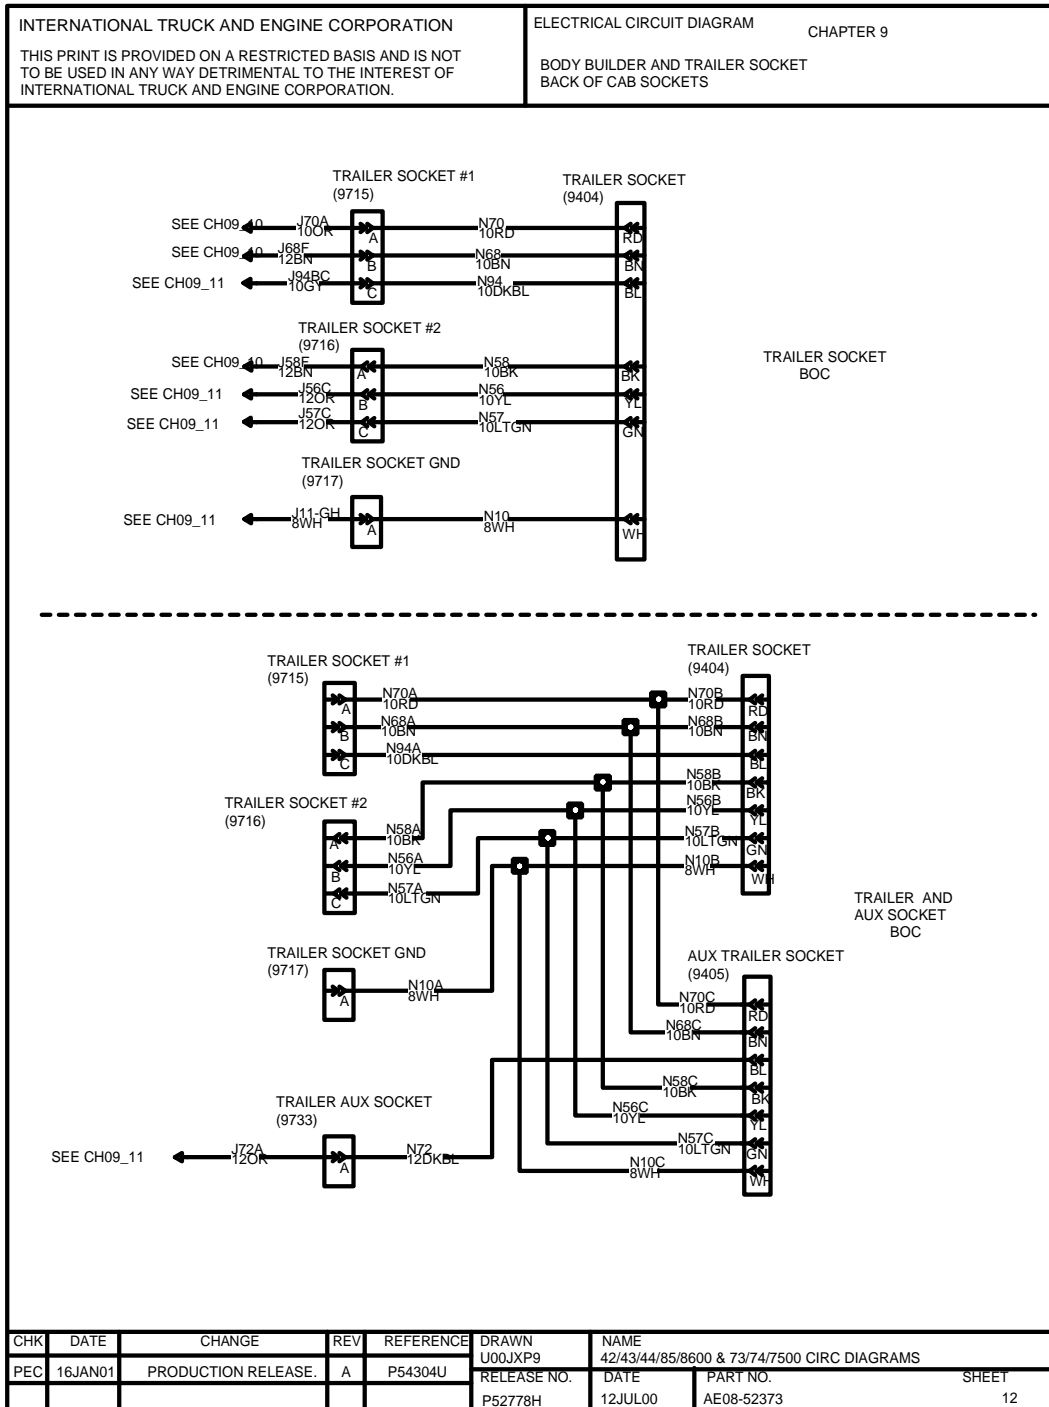 INTERNATIONAL TRUCK AND ENGINE CORPORATION
THIS PRINT IS PROVIDED ON A RESTRICTED BASIS AND IS NOT
TO BE USED IN ANY WAY DETRIMENTAL TO THE INTEREST OF
INTERNATIONAL TRUCK AND ENGINE CORPORATION.
ELECTRICAL CIRCUIT DIAGRAM
CHAPTER 9
BODY BUILDER AND TRAILER SOCKET
BACK OF CAB SOCKETS
TRAILER SOCKET #1
(9715)
TRAILER SOCKET
(9404)
SEE CH09_10 J70A 10OR A N70 10RD RD
SEE CH09_10 J68F 12BN B N68 10BN BN
SEE CH09_11 J94BC 10GY C N94 10DKBL BL
TRAILER SOCKET #2
(9716)
SEE CH09_10 J58F 12BN A N58 10BK BK
SEE CH09_11 J56C 12OR B N56 10YL YL
SEE CH09_11 J57C 12OR C N57 10LTGN GN
TRAILER SOCKET
BOC
TRAILER SOCKET GND
(9717)
SEE CH09_11 J11-GH 8WH A N10 8WH WH
TRAILER SOCKET #1
(9715)
TRAILER SOCKET
(9404)
A N70A 10RD N70B 10RD RD
B N68A 10BN N68B 10BN BN
C N94A 10DKBL BL
TRAILER SOCKET #2
(9716)
N58B 10BK BK
N56B 10YL YL
A N58A 10BK N57B 10LTGN GN
B N56A 10YL N10B 8WH WH
C N57A 10LTGN
TRAILER AND
AUX SOCKET
BOC
TRAILER SOCKET GND
(9717)
AUX TRAILER SOCKET
(9405)
A N10A 8WH
N70C 10RD RD
N68C 10BN BN
BL
N58C 10BK BK
TRAILER AUX SOCKET
(9733)
N56C 10YL YL
N57C 10LTGN GN
SEE CH09_11 J72A 12OR A N72 12DKBL
N10C 8WH WH
CHK DATE CHANGE REV REFERENCE
PEC 16JAN01 PRODUCTION RELEASE. A P54304U
DRAWN
U00JXP9
NAME
42/43/44/85/8600 & 73/74/7500 CIRC DIAGRAMS
RELEASE NO. DATE PART NO. SHEET
P52778H 12JUL00 AE08-52373 12